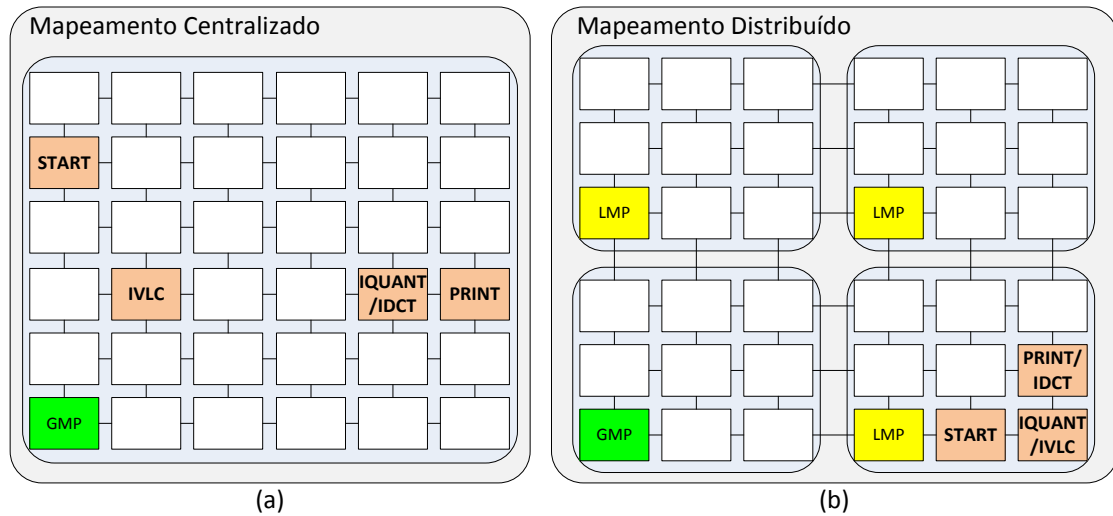 Mapeamento Centralizado
START
IVLC
IQUANT
/IDCT
PRINT
GMP
(a)
Mapeamento Distribuído
LMP
LMP
PRINT/
IDCT
GMP
LMP
START
IQUANT
/IVLC
(b)